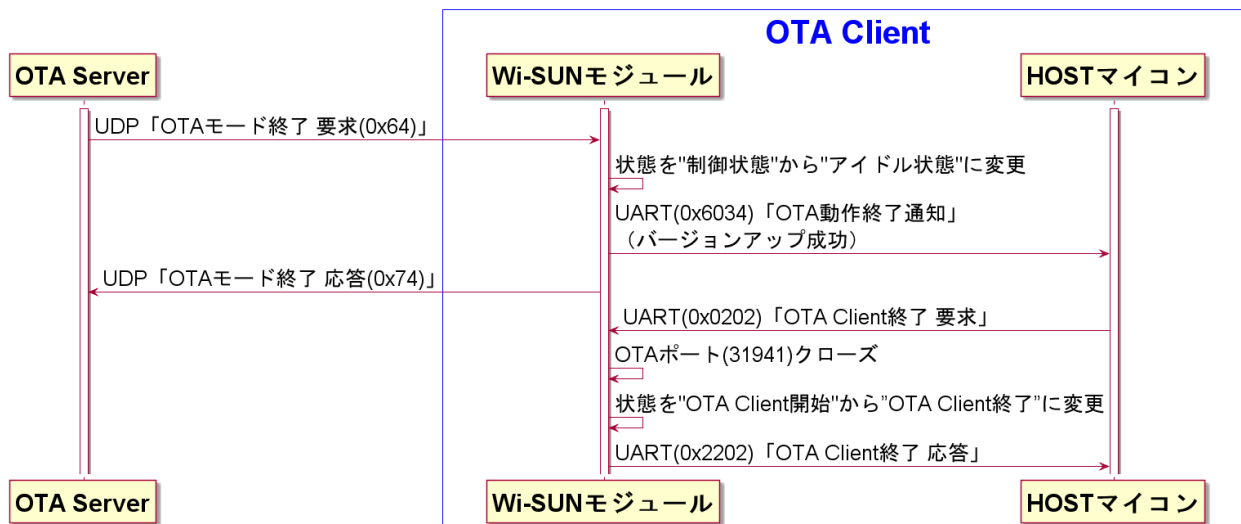 OTA Client
OTA Server
Wi-SUNモジュール
HOSTマイコン
UDP「OTAモード終了 要求(0x64)」
状態を"制御状態"から"アイドル状態"に変更
UART(0x6034)「OTA動作終了通知」
（バージョンアップ成功）
UDP「OTAモード終了 応答(0x74)」
UART(0x0202)「OTA Client終了 要求」
OTAポート(31941)クローズ
状態を"OTA Client開始"から”OTA Client終了”に変更
UART(0x2202)「OTA Client終了 応答」
OTA Server
Wi-SUNモジュール
HOSTマイコン